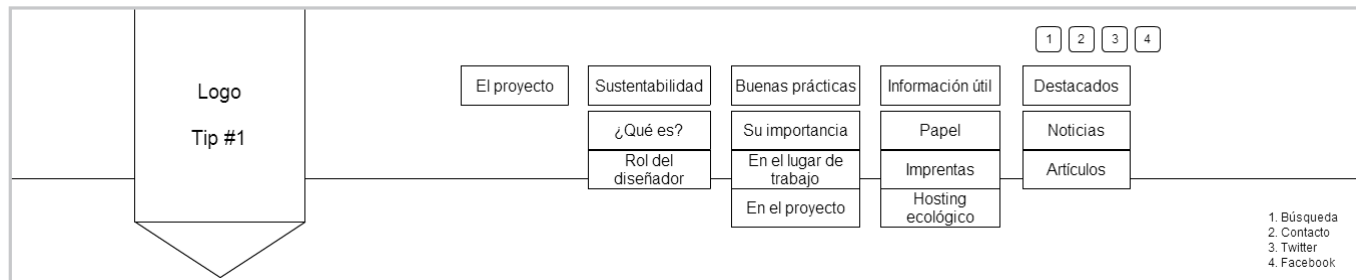 1 2 3 4
Logo
Tip #1
El proyecto
Sustentabilidad
Buenas prácticas
Información útil
Destacados
¿Qué es?
Su importancia
Papel
Noticias
Rol del
diseñador
En el lugar de
trabajo
Imprentas
Artículos
En el proyecto
Hosting
ecológico
1. Búsqueda
2. Contacto
3. Twitter
4. Facebook